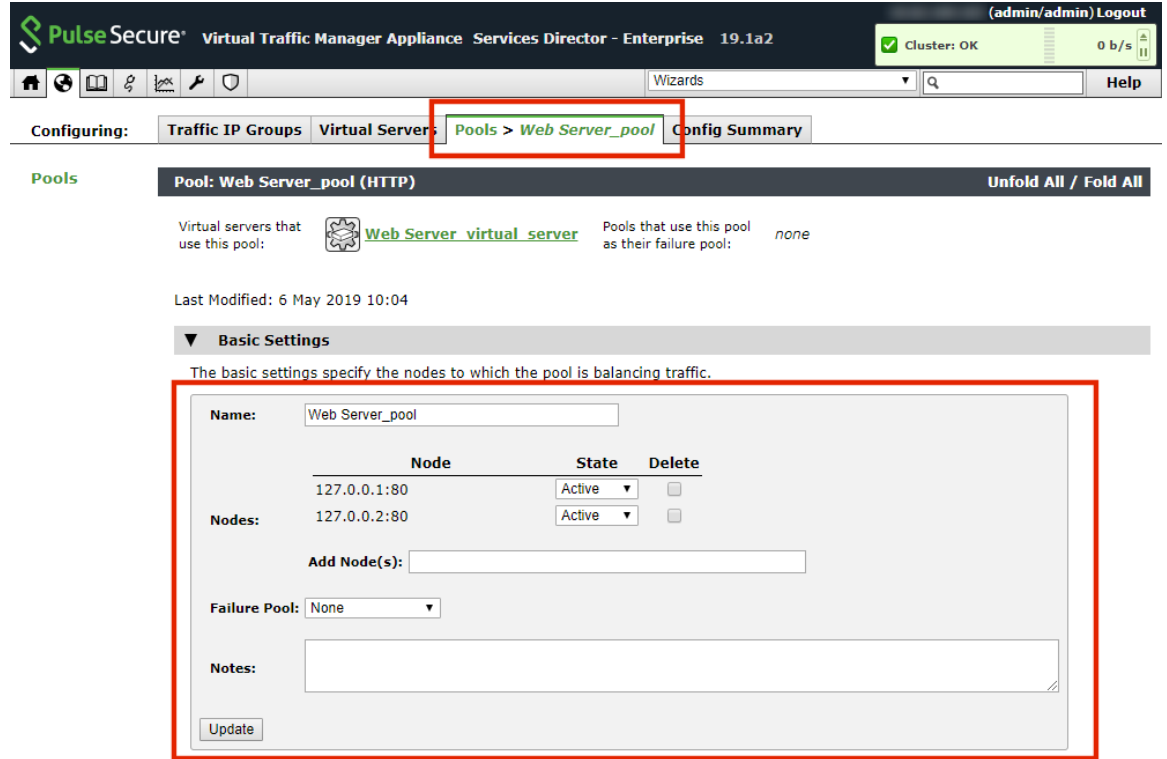 (admin/admin) Logout
Pulse Secure® Virtual Traffic Manager Appliance Services Director - Enterprise 19.1a2
Cluster: OK 0 b/s
Wizards Help
Configuring: Traffic IP Groups Virtual Servers Pools > Web Server_pool Config Summary
Pools
Pool: Web Server_pool (HTTP) Unfold All / Fold All
Virtual servers that use this pool: Web Server virtual server Pools that use this pool as their failure pool: none
Last Modified: 6 May 2019 10:04
▼ Basic Settings
The basic settings specify the nodes to which the pool is balancing traffic.
Name: Web Server_pool
Node State Delete
127.0.0.1:80 Active
127.0.0.2:80 Active
Nodes:
Add Node(s):
Failure Pool: None
Notes:
Update